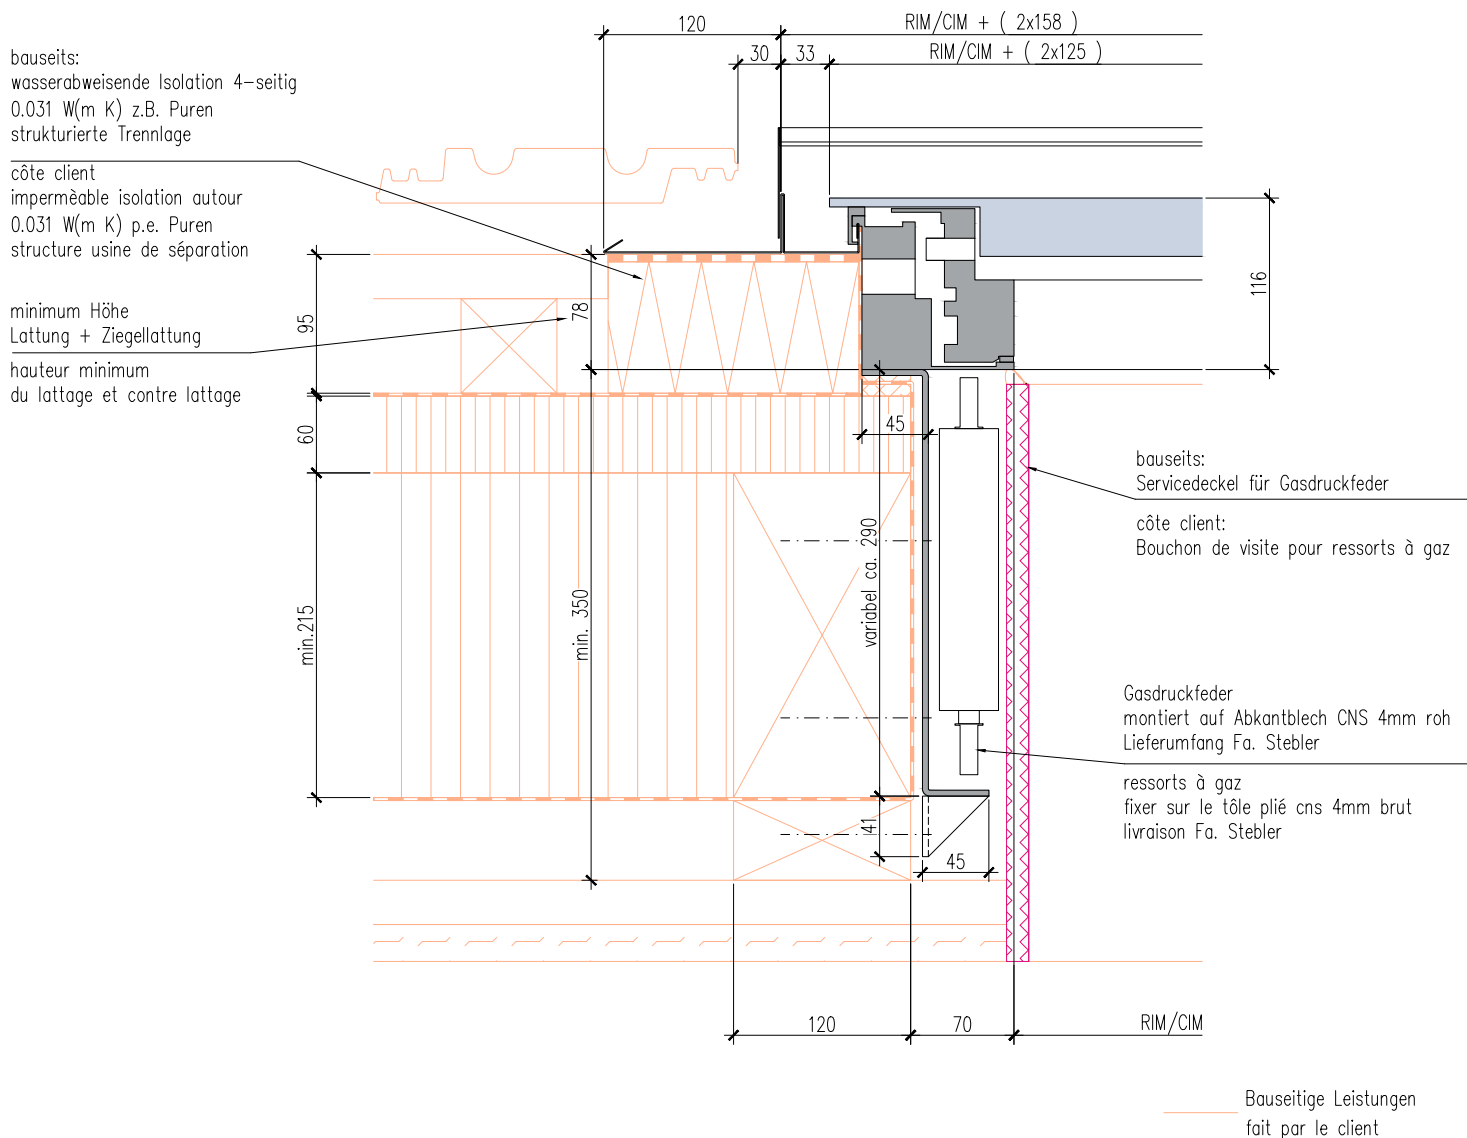 120
RIM/CIM + ( 2x158 )
30
33
RIM/CIM + ( 2x125 )
bauseits:
wasserabweisende Isolation 4-seitig
0.031 W(m K) z.B. Puren
strukturierte Trennlage
côte client
impermèable isolation autour
0.031 W(m K) p.e. Puren
structure usine de séparation
minimum Höhe
Lattung + Ziegellattung
hauteur minimum
du lattage et contre lattage
95
78
116
60
45
min.215
min. 350
variabel ca. 290
41
45
bauseits:
Servicedeckel für Gasdruckfeder
côte client:
Bouchon de visite pour ressorts à gaz
Gasdruckfeder
montiert auf Abkantblech CNS 4mm roh
Lieferumfang Fa. Stebler
ressorts à gaz
fixer sur le tôle plié cns 4mm brut
livraison Fa. Stebler
120
70
RIM/CIM
Bauseitige Leistungen
fait par le client